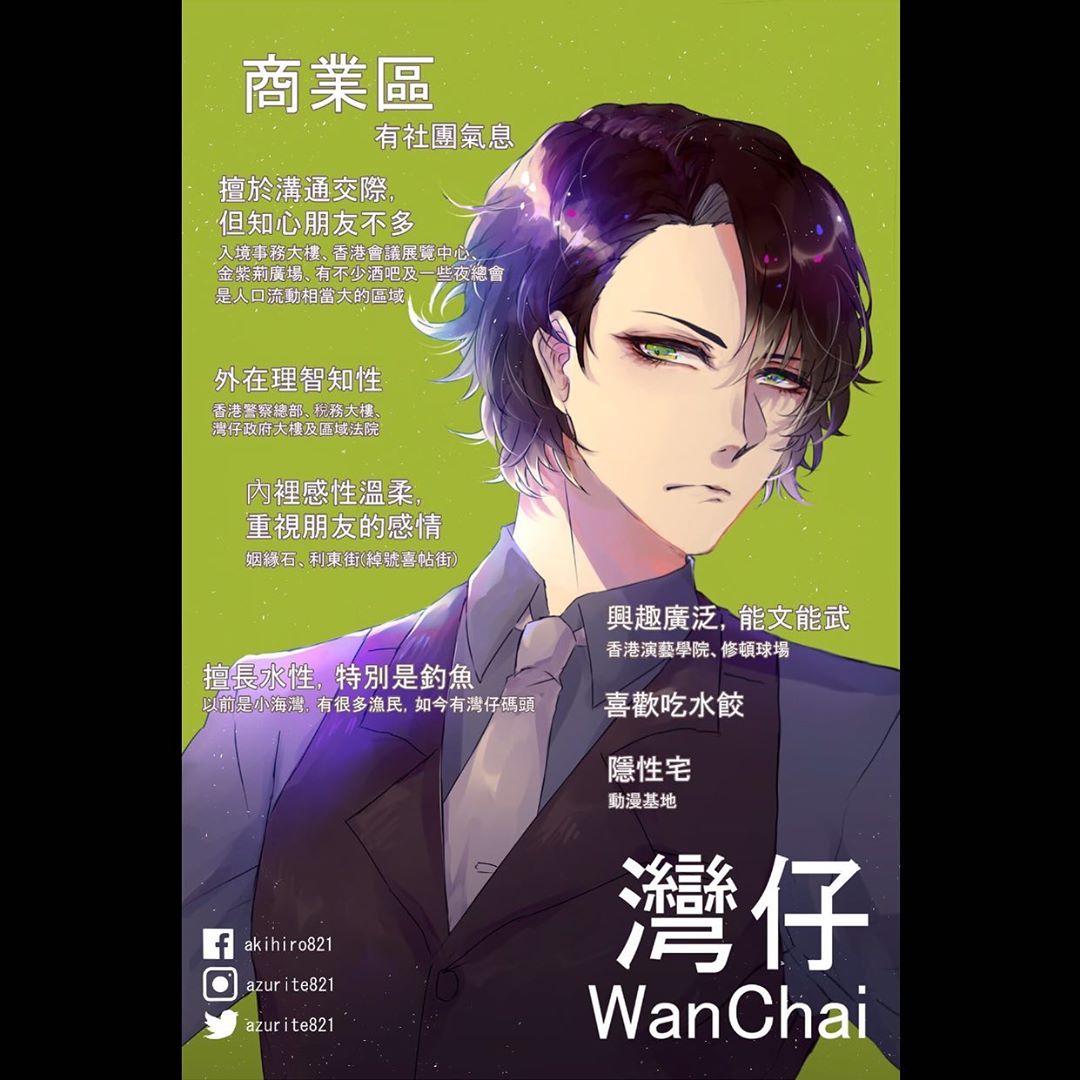 商業區
有社團氣息
擅於溝通交際,
但知心朋友不多
入境事務大樓、香港會議展覽中心、
金紫荊廣場、有不少酒吧及一些夜總會
是人口流動相當大的區域
外在理智知性
香港警察總部、稅務大樓、
灣仔政府大樓及區域法院
內裡感性溫柔,
重視朋友的感情
姻緣石、利東街(綽號喜帖街)
興趣廣泛, 能文能武
香港演藝學院、修頓球場
擅長水性, 特別是釣魚
以前是小海灣, 有很多漁民, 如今有灣仔碼頭
喜歡吃水餃
隱性宅
動漫基地
灣仔
WanChai
akihiro821
azurite821
azurite821